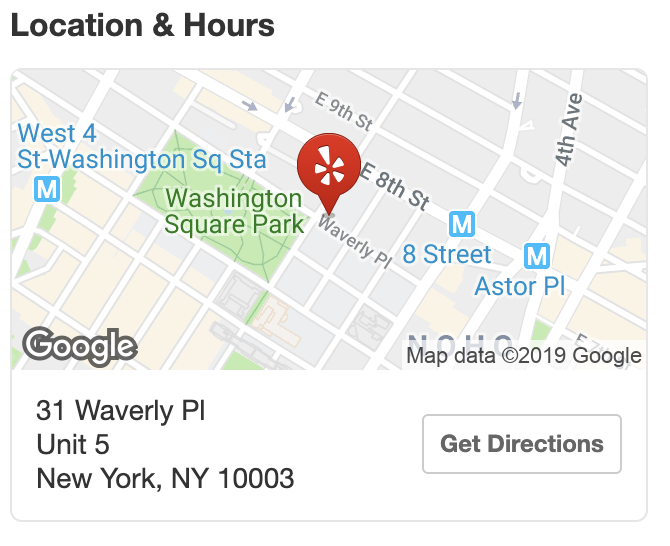 Location & Hours
E 9th St
4th Ave
West 4
St-Washington Sq Sta
M
E 8th St
Washington
Square Park
Waverly Pl
M
8 Street
M
Astor Pl
NOHO
E 7th St
Google
Map data ©2019 Google
31 Waverly Pl
Unit 5
New York, NY 10003
Get Directions